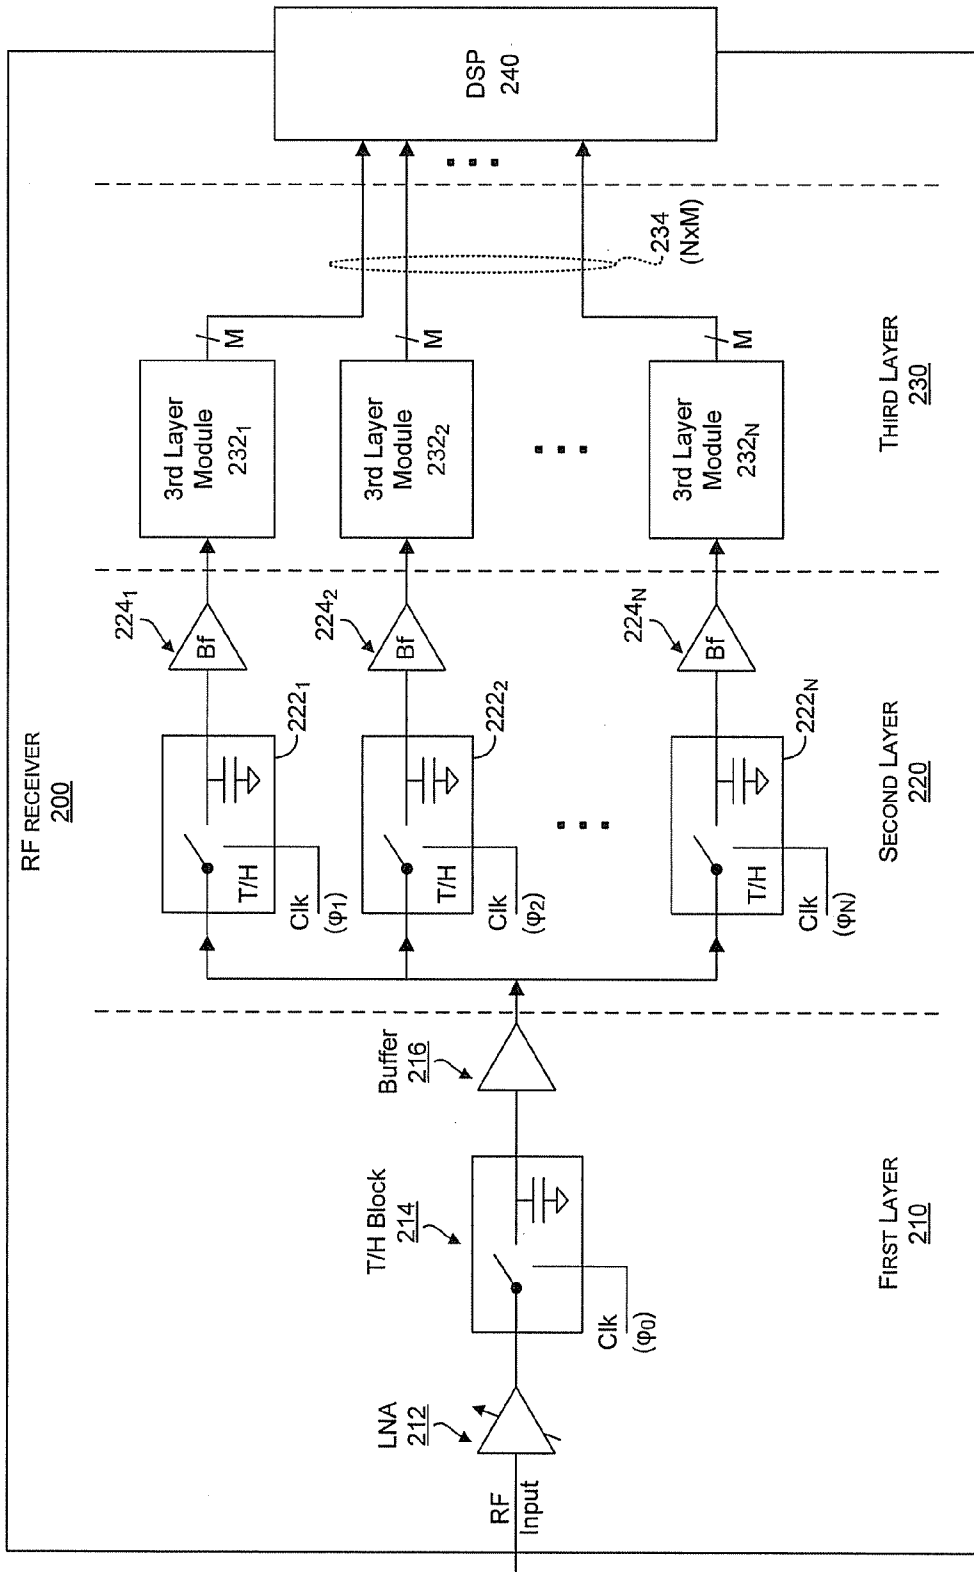 RF RECEIVER
200
RF
Input
LNA
212
T/H Block
214
Clk
(φ0)
Buffer
216
FIRST LAYER
210
T/H
Clk
(φ1)
222₁
224₁
Bf
T/H
Clk
(φ2)
222₂
224₂
Bf
T/H
Clk
(φN)
222N
224N
Bf
SECOND LAYER
220
3rd Layer
Module
232₁
M
3rd Layer
Module
232₂
M
3rd Layer
Module
232N
M
234
(NxM)
THIRD LAYER
230
DSP
240